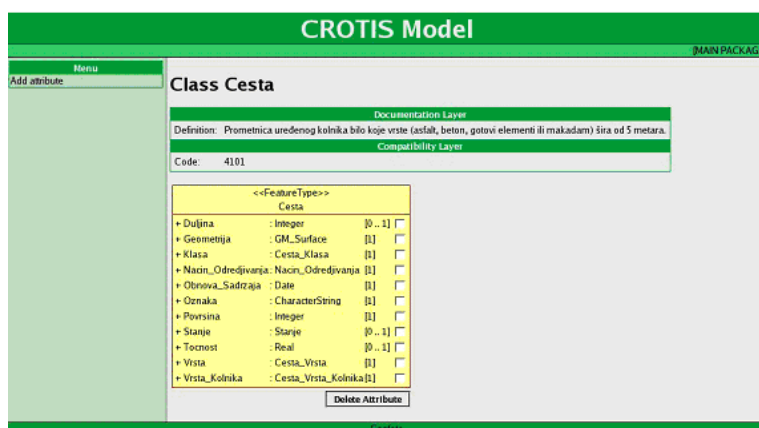 CROTIS Model
[MAIN PACKAG
Menu
Add attribute
Class Cesta
Documentation Layer
Definition: Prometnica uređenog kolnika bilo koje vrste (asfalt, beton, gotovi elementi ili makadam) šira od 5 metara.
Compatibility Layer
Code: 4101
<<FeatureType>>
Cesta
+ Duljina : Integer [0 .. 1]
+ Geometrija : GM_Surface [1]
+ Klasa : Cesta_Klasa [1]
+ Nacin_Odredjivanja: Nacin_Odredjivanja [1]
+ Obnova_Sadrzaja : Date [1]
+ Oznaka : CharacterString [1]
+ Povrsina : Integer [1]
+ Stanje : Stanje [0 .. 1]
+ Tocnost : Real [0 .. 1]
+ Vrsta : Cesta_Vrsta [1]
+ Vrsta_Kolnika : Cesta_Vrsta_Kolnika [1]
Delete Attribute